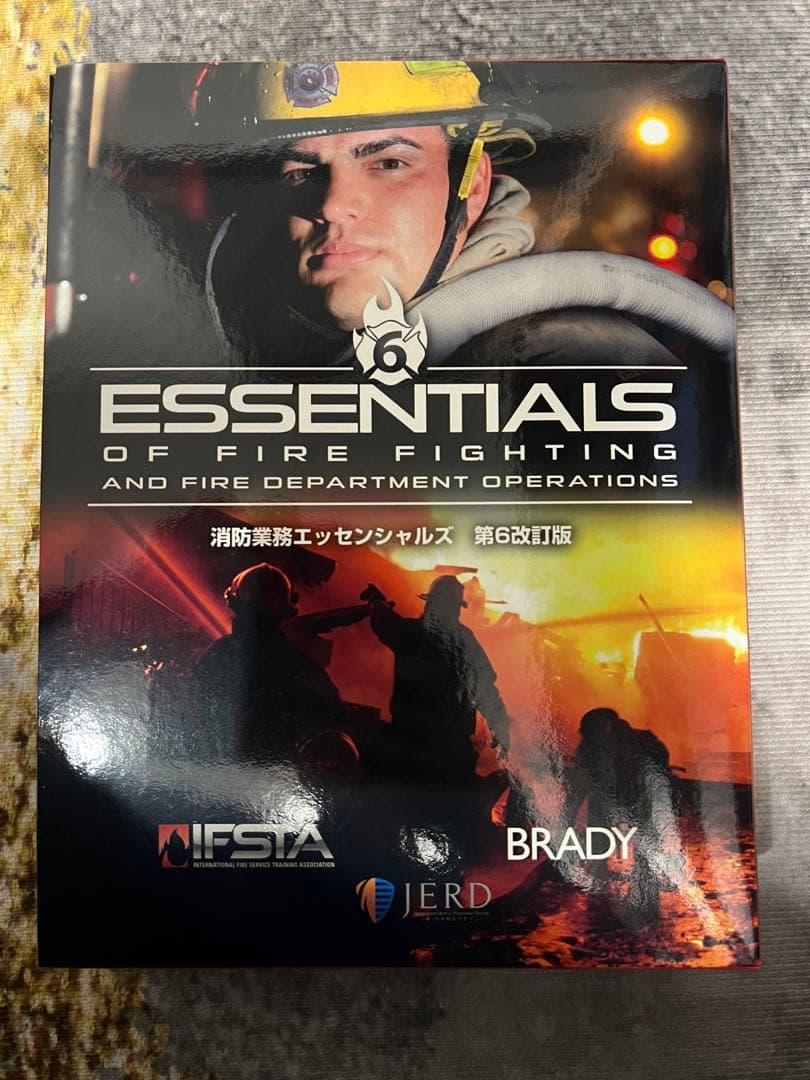 6
ESSENTIALS
OF FIRE FIGHTING
AND FIRE DEPARTMENT OPERATIONS
消防業務エッセンシャルズ 第6改訂版
IFSTA
INTERNATIONAL FIRE SERVICE TRAINING ASSOCIATION
BRADY
JERD